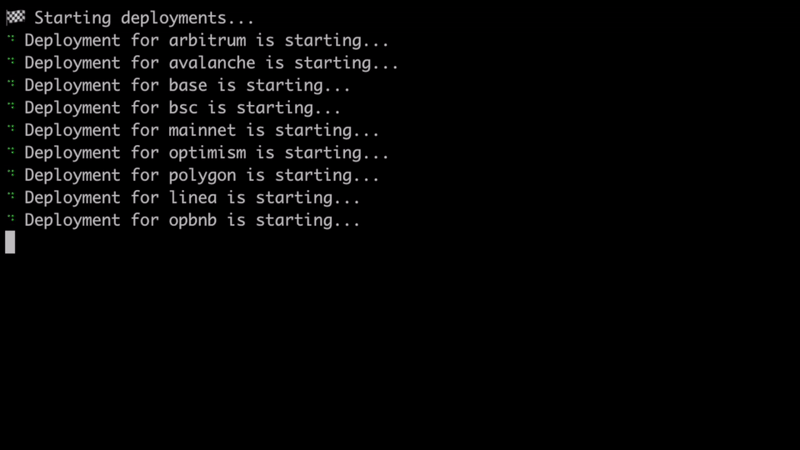 🏁 Starting deployments...
Deployment for arbitrum is starting...
Deployment for avalanche is starting...
Deployment for base is starting...
Deployment for bsc is starting...
Deployment for mainnet is starting...
Deployment for optimism is starting...
Deployment for polygon is starting...
Deployment for linea is starting...
Deployment for opbnb is starting...